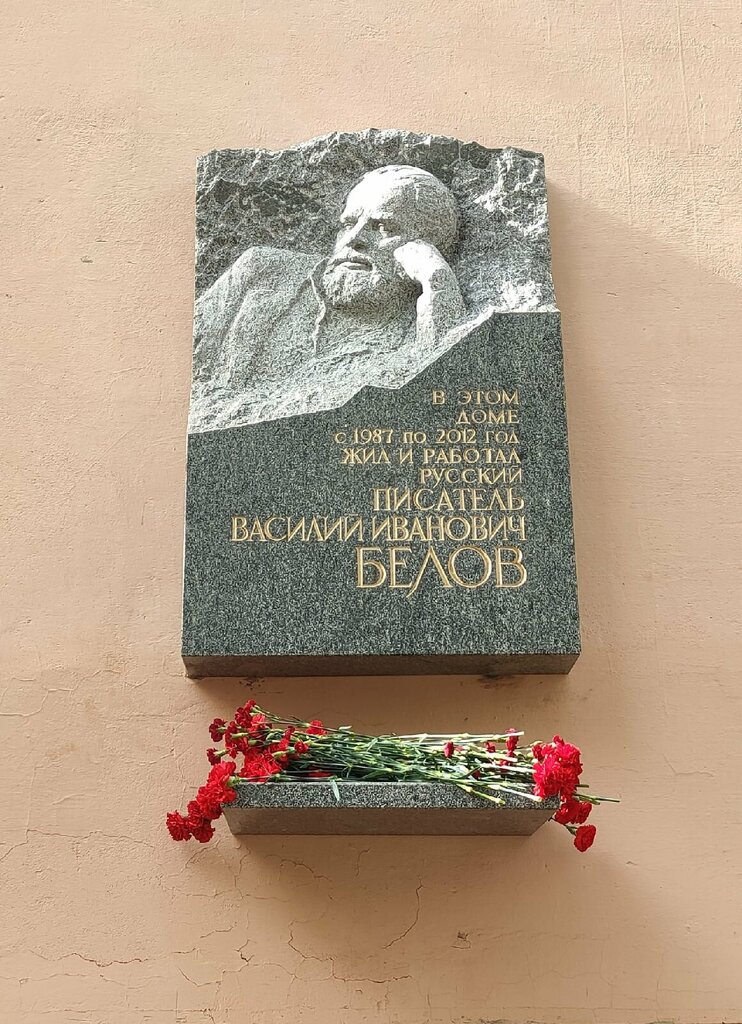 В ЭТОМ
ДОМЕ
с 1987 по 2012 год
ЖИЛ И РАБОТАЛ
РУССКИЙ
ПИСАТЕЛЬ
ВАСИЛИЙ ИВАНОВИЧ
БЕЛОВ